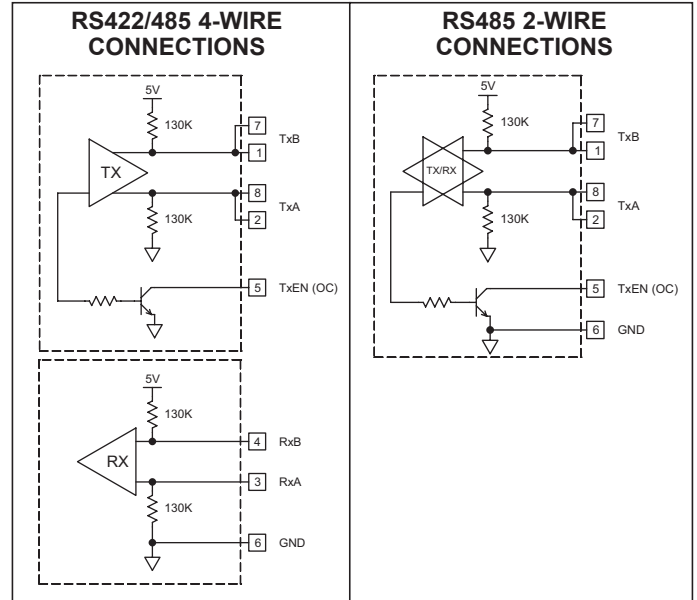 RS422/485 4-WIRE
CONNECTIONS
5V
130K
7
TxB
1
TX
8
TxA
130K
2
5
TxEN (OC)
5V
130K
4
RxB
RX
3
RxA
130K
6
GND
RS485 2-WIRE
CONNECTIONS
5V
130K
7
TxB
1
TX/RX
8
TxA
130K
2
5
TxEN (OC)
6
GND